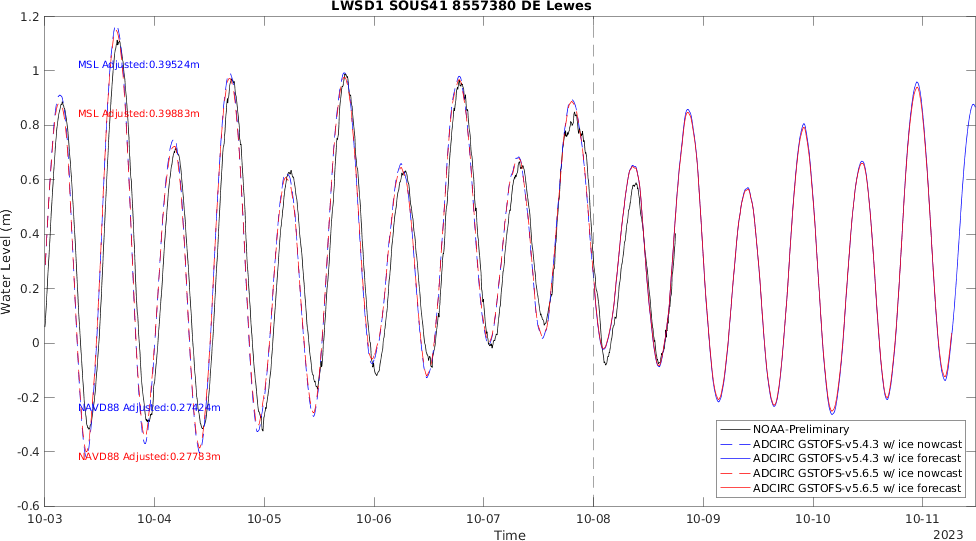 LWSD1 SOUS41 8557380 DE Lewes
1.2
1
0.8
0.6
0.4
0.2
0
-0.2
-0.4
-0.6
Water Level (m)
MSL Adjusted:0.39524m
MSL Adjusted:0.39883m
NAVD88 Adjusted:0.27424m
NAVD88 Adjusted:0.27783m
NOAA-Preliminary
ADCIRC GSTOFS-v5.4.3 w/ ice nowcast
ADCIRC GSTOFS-v5.4.3 w/ ice forecast
ADCIRC GSTOFS-v5.6.5 w/ ice nowcast
ADCIRC GSTOFS-v5.6.5 w/ ice forecast
10-03 10-04 10-05 10-06 10-07 10-08 10-09 10-10 10-11
Time
2023